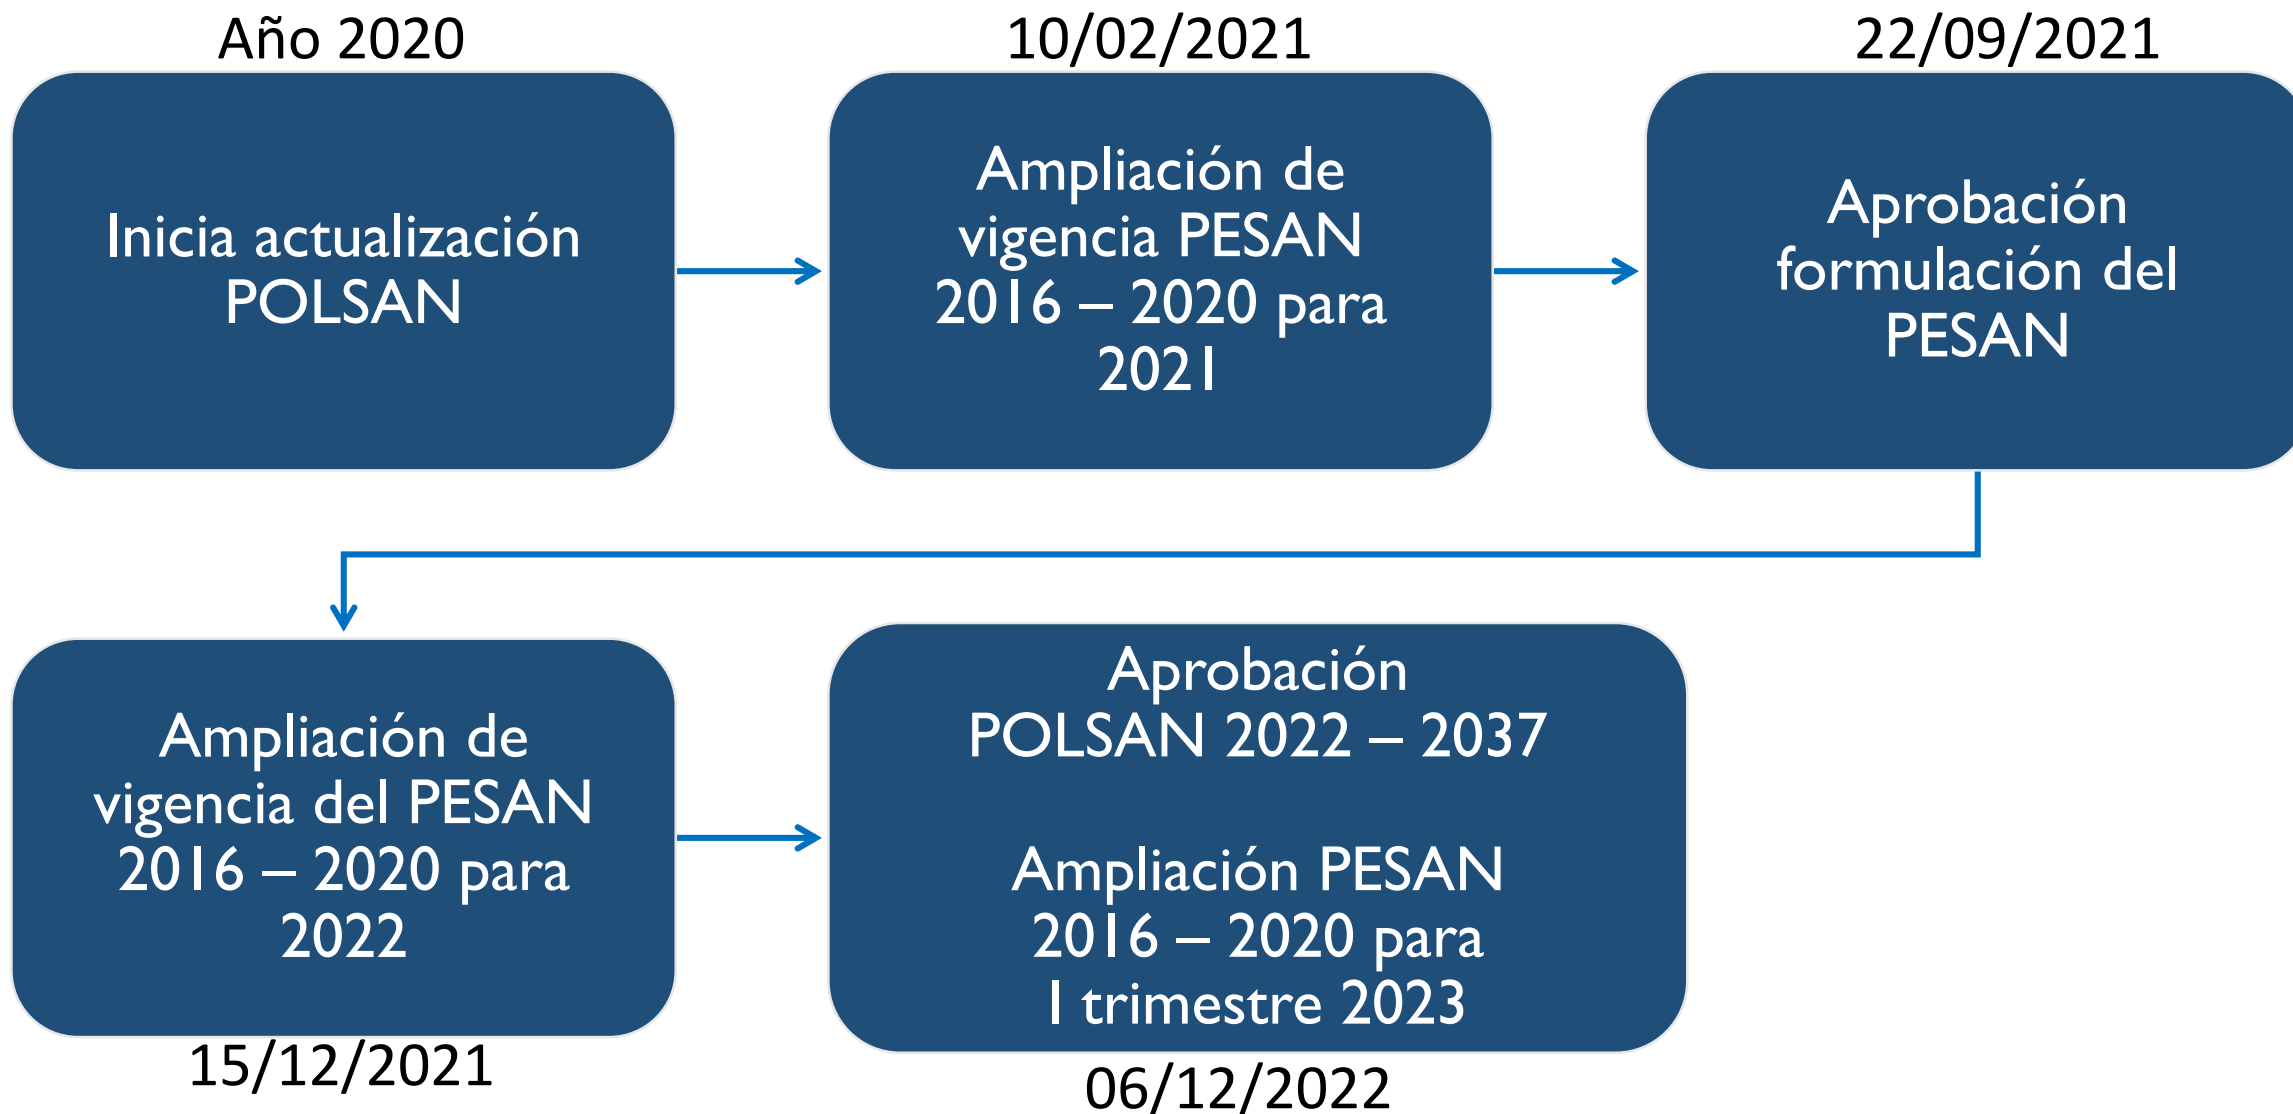 Año 2020
Inicia actualización
POLSAN
10/02/2021
Ampliación de
vigencia PESAN
2016 – 2020 para
2021
22/09/2021
Aprobación
formulación del
PESAN
Ampliación de
vigencia del PESAN
2016 – 2020 para
2022
15/12/2021
Aprobación
POLSAN 2022 – 2037
Ampliación PESAN
2016 – 2020 para
I trimestre 2023
06/12/2022